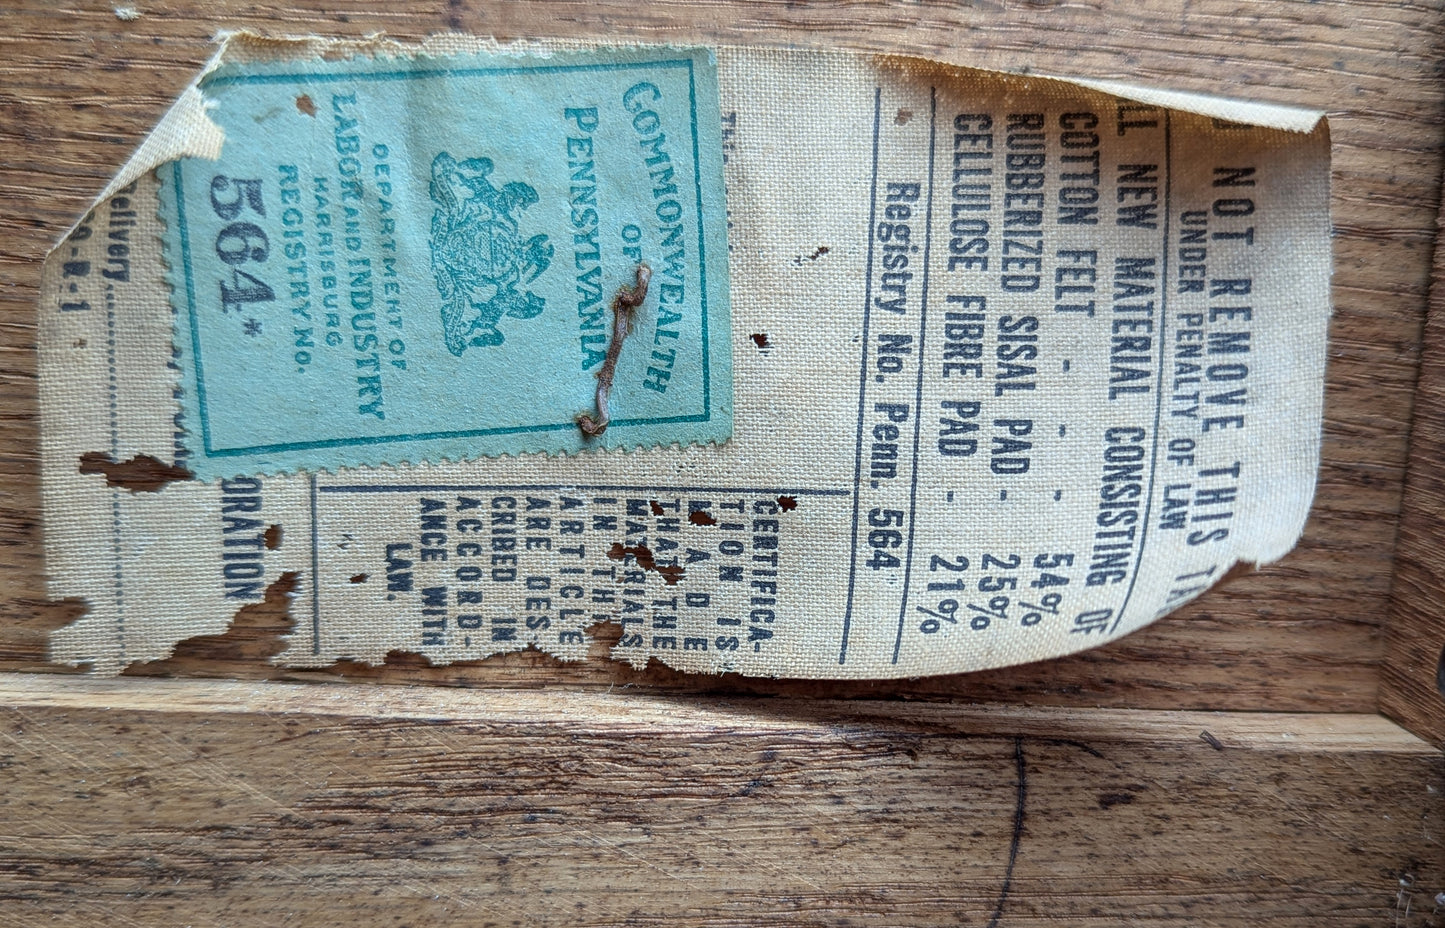 NOT REMOVE THIS
UNDER PENALTY OF LAW
NEW MATERIAL CONSISTING OF
COTTON FELT - - - 54%
RUBBERIZED SISAL PAD - 25%
CELLULOSE FIBRE PAD - 21%
Registry No. Penn. 564
CERTIFICA-
TION IS
MADE
THAT THE
MATERIALS
IN THIS
ARTICLE
ARE DES-
CRIBED IN
ACCORD-
ANCE WITH
LAW.
COMMONWEALTH
OF
PENNSYLVANIA
DEPARTMENT OF
LABOR AND INDUSTRY
HARRISBURG
REGISTRY No.
564*
ORATION
Delivery
-R-1